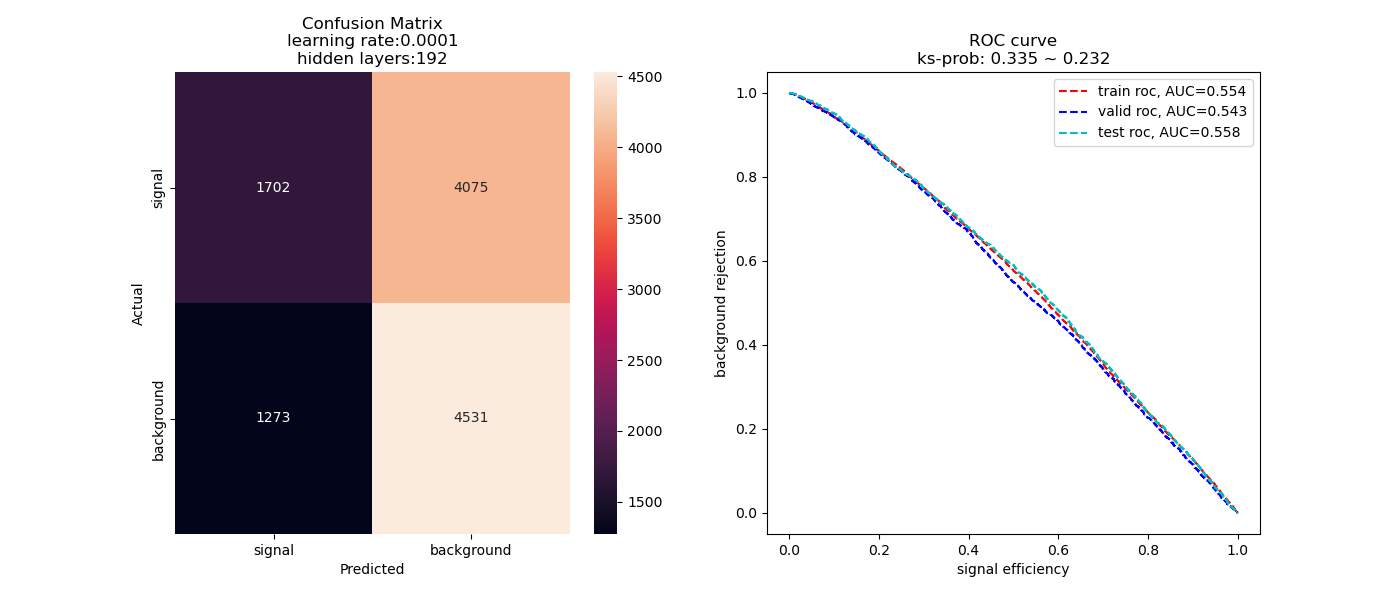 Confusion Matrix
learning rate:0.0001
hidden layers:192
signal
background
Actual
1702
4075
1273
4531
signal
background
Predicted
4500
4000
3500
3000
2500
2000
1500
ROC curve
ks-prob: 0.335 ~ 0.232
train roc, AUC=0.554
valid roc, AUC=0.543
test roc, AUC=0.558
background rejection
1.0
0.8
0.6
0.4
0.2
0.0
0.0
0.2
0.4
0.6
0.8
1.0
signal efficiency